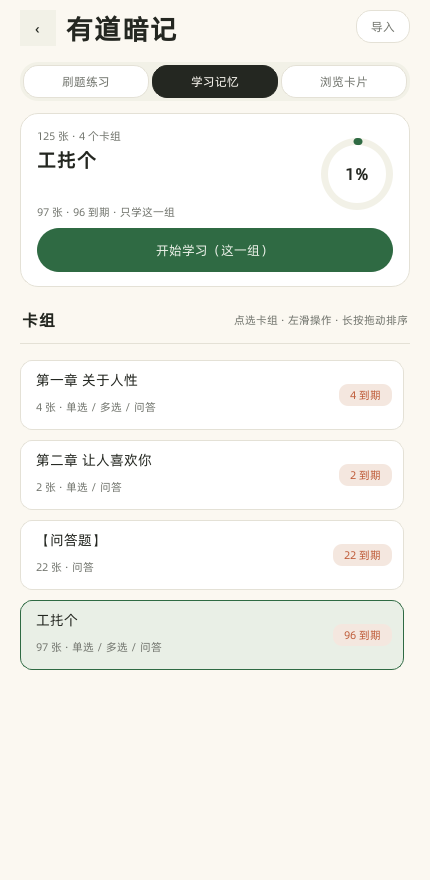 ‹ 有道暗记 导入
刷题练习 学习记忆 浏览卡片
125 张 · 4 个卡组
工托个
1%
97 张 · 96 到期 · 只学这一组
开始学习（这一组）
卡组 点选卡组 · 左滑操作 · 长按拖动排序
第一章 关于人性
4 张 · 单选 / 多选 / 问答
4 到期
第二章 让人喜欢你
2 张 · 单选 / 问答
2 到期
【问答题】
22 张 · 问答
22 到期
工托个
97 张 · 单选 / 多选 / 问答
96 到期